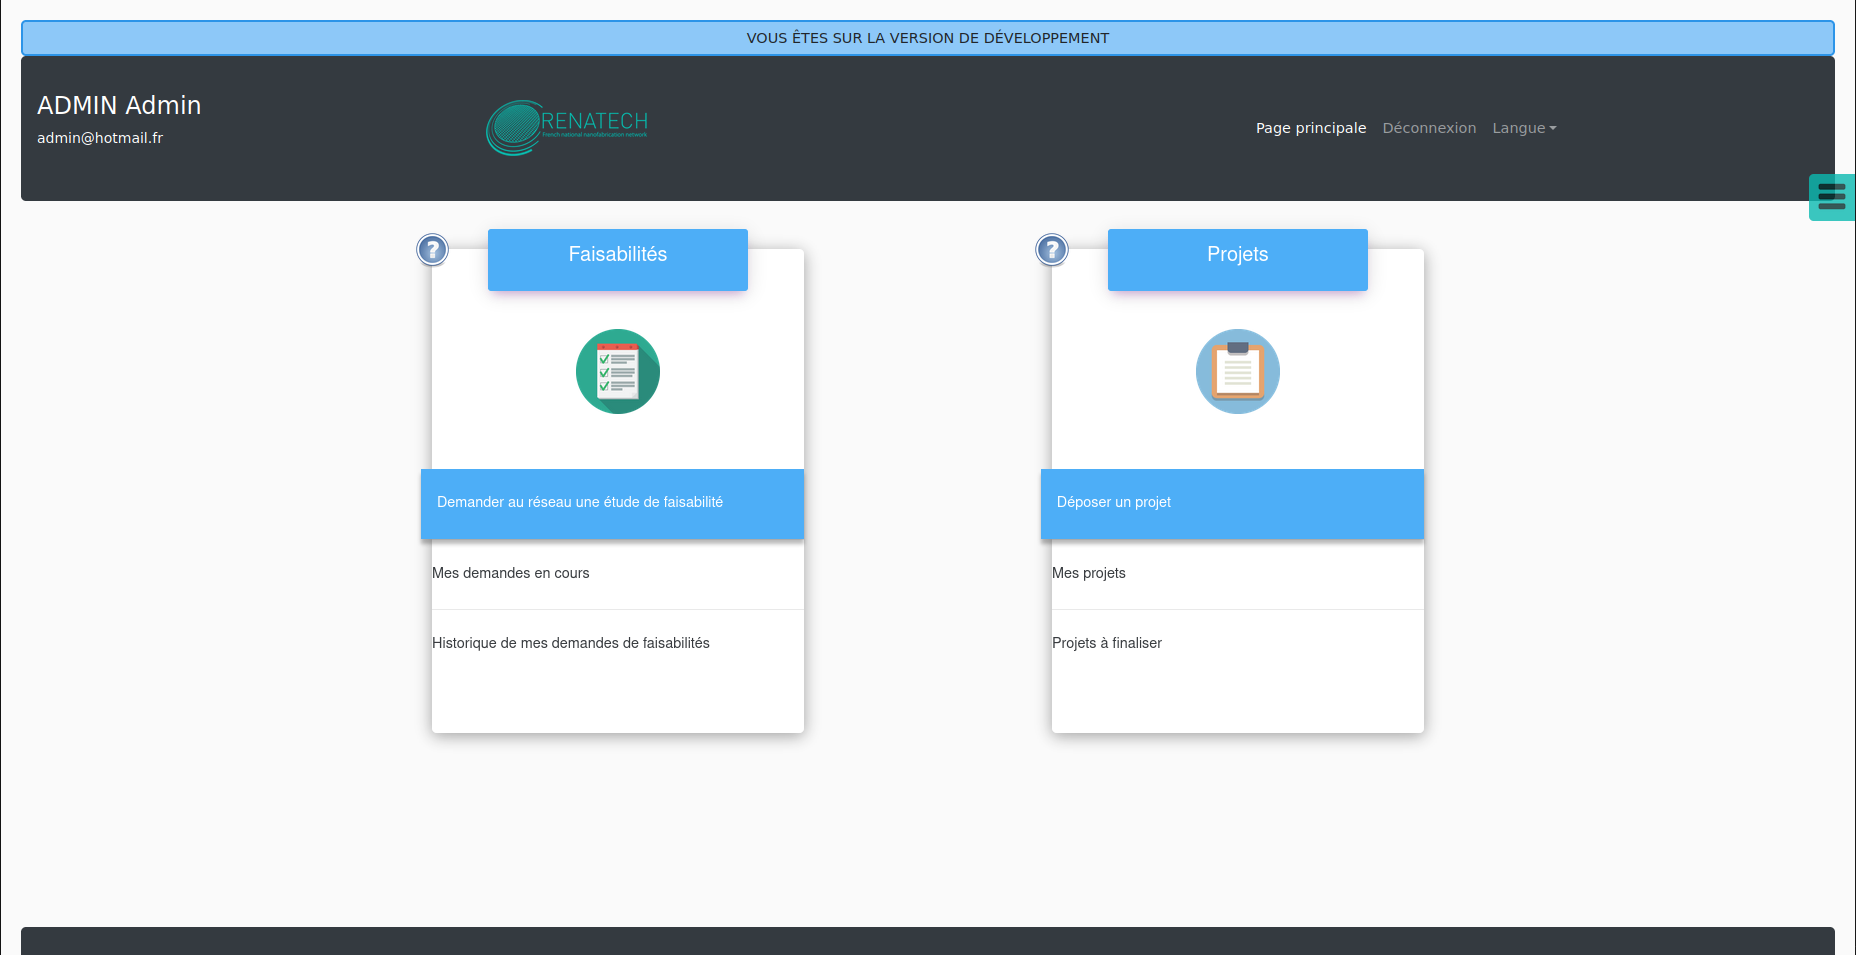 VOUS ÊTES SUR LA VERSION DE DÉVELOPPEMENT
ADMIN Admin
admin@hotmail.fr
RENATECH
French national nanofabrication network
Page principale
Déconnexion
Langue
?
Faisabilités
Demander au réseau une étude de faisabilité
Mes demandes en cours
Historique de mes demandes de faisabilités
?
Projets
Déposer un projet
Mes projets
Projets à finaliser